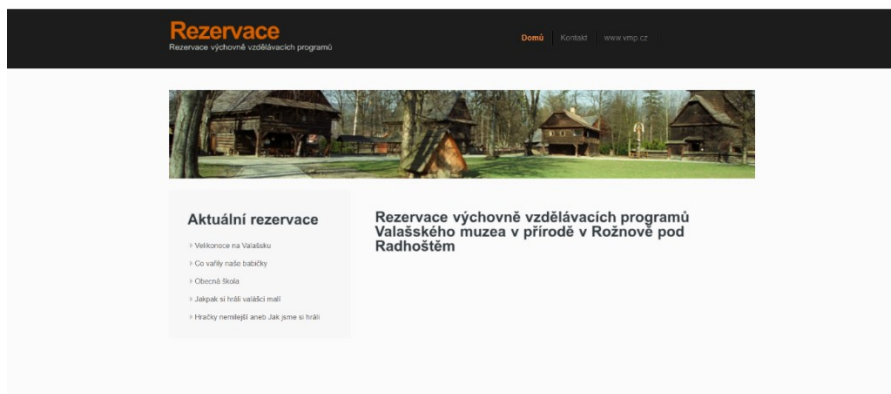 Rezervace
Rezervace výchovně vzdělávacích programů
Domů
Kontakt
www.vmp.cz
Aktuální rezervace
Velikonoce na Valašsku
Co vařily naše babičky
Obecná škola
Jakpak si hráli valášci malí
Hračky nemilejší aneb Jak jsme si hráli
Rezervace výchovně vzdělávacích programů
Valašského muzea v přírodě v Rožnově pod
Radhoštěm